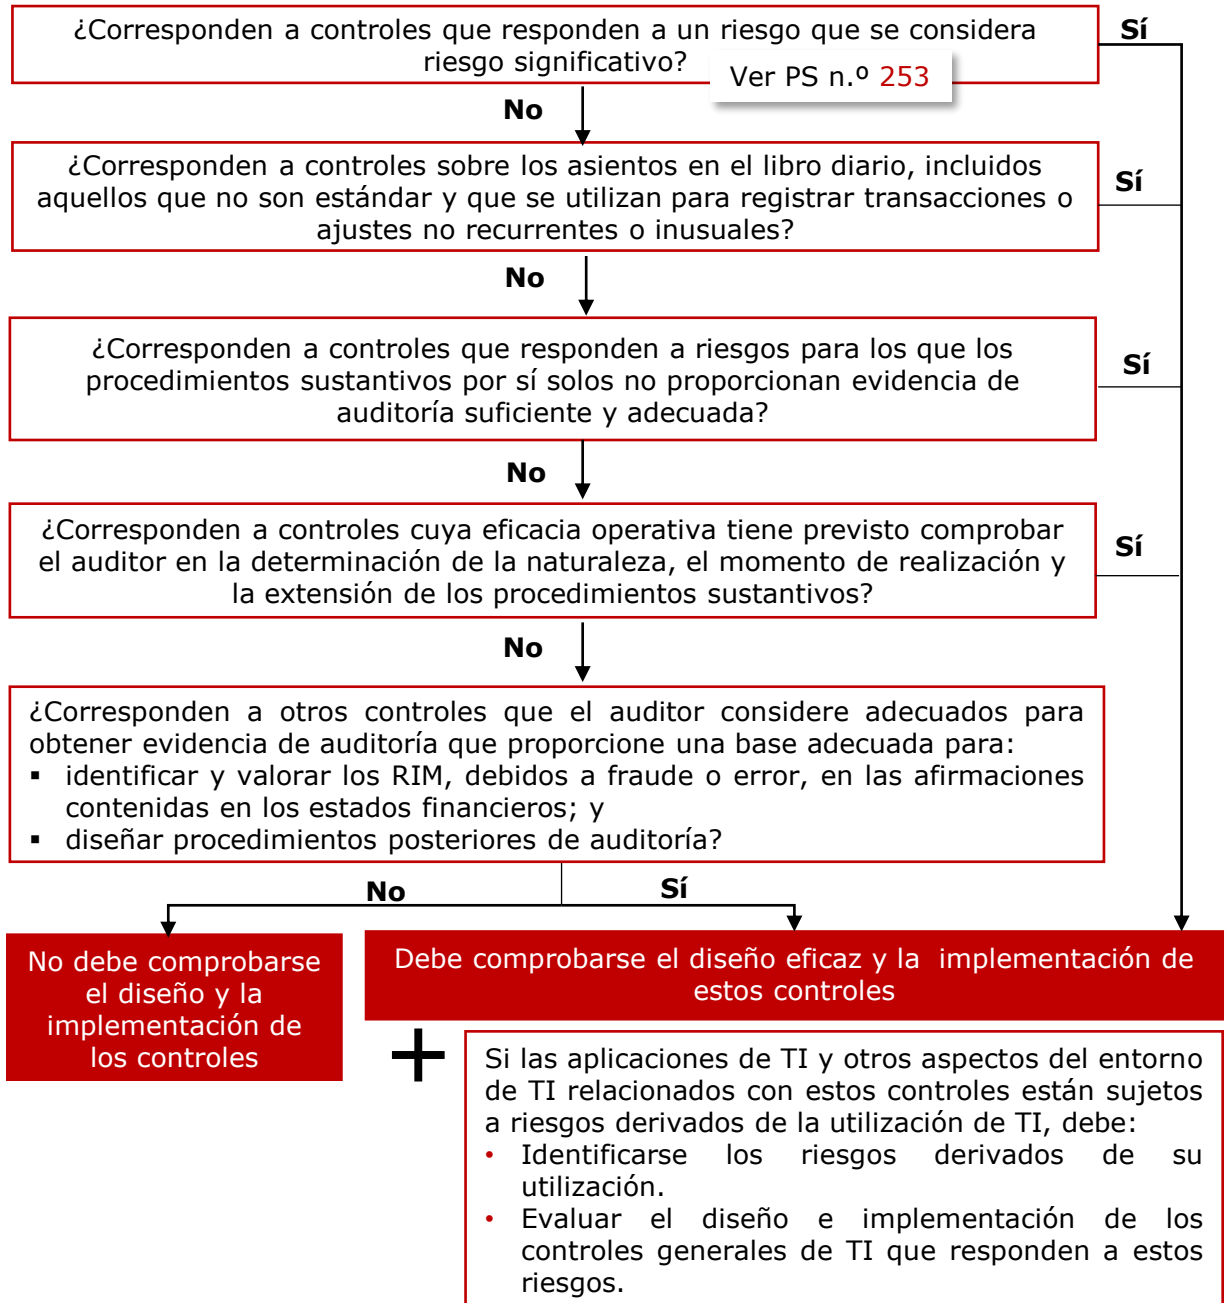 ¿Corresponden a controles que responden a un riesgo que se considera
riesgo significativo?
Sí
Ver PS n.º 253
No
¿Corresponden a controles sobre los asientos en el libro diario, incluidos
aquellos que no son estándar y que se utilizan para registrar transacciones o
ajustes no recurrentes o inusuales?
Sí
No
¿Corresponden a controles que responden a riesgos para los que los
procedimientos sustantivos por sí solos no proporcionan evidencia de
auditoría suficiente y adecuada?
Sí
No
¿Corresponden a controles cuya eficacia operativa tiene previsto comprobar
el auditor en la determinación de la naturaleza, el momento de realización y
la extensión de los procedimientos sustantivos?
Sí
No
¿Corresponden a otros controles que el auditor considere adecuados para
obtener evidencia de auditoría que proporcione una base adecuada para:
▪ identificar y valorar los RIM, debidos a fraude o error, en las afirmaciones
contenidas en los estados financieros; y
▪ diseñar procedimientos posteriores de auditoría?
No
Sí
No debe comprobarse
el diseño y la
implementación de
los controles
Debe comprobarse el diseño eficaz y la implementación de
estos controles
+
Si las aplicaciones de TI y otros aspectos del entorno
de TI relacionados con estos controles están sujetos
a riesgos derivados de la utilización de TI, debe:
• Identificarse los riesgos derivados de su
utilización.
• Evaluar el diseño e implementación de los
controles generales de TI que responden a estos
riesgos.